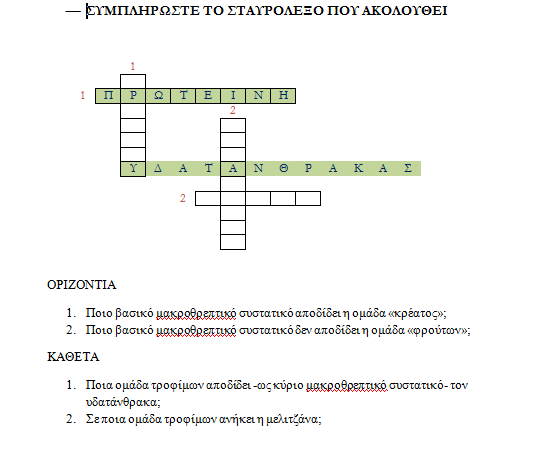 — ΣΥΜΠΛΗΡΩΣΤΕ ΤΟ ΣΤΑΥΡΟΛΕΞΟ ΠΟΥ ΑΚΟΛΟΥΘΕΙ
1
1 Π Ρ Ω Τ Ε Ι Ν Η
2
Υ Δ Α Τ Α Ν Θ Ρ Α Κ Α Σ
2
ΟΡΙΖΟΝΤΙΑ
1. Ποιο βασικό μακροθρεπτικό συστατικό αποδίδει η ομάδα «κρέατος»;
2. Ποιο βασικό μακροθρεπτικό συστατικό δεν αποδίδει η ομάδα «φρούτων»;
ΚΑΘΕΤΑ
1. Ποια ομάδα τροφίμων αποδίδει -ως κύριο μακροθρεπτικό συστατικό- τον
υδατάνθρακα;
2. Σε ποια ομάδα τροφίμων ανήκει η μελιτζάνα;